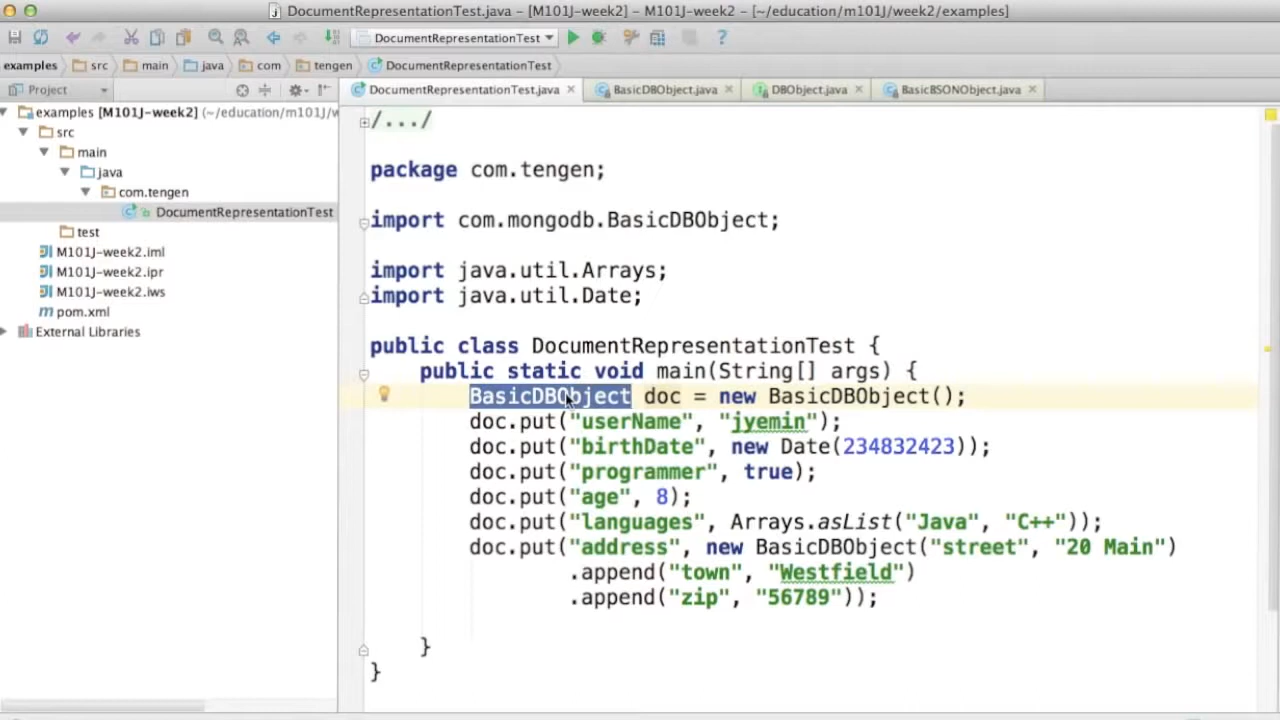 DocumentRepresentationTest.java – [M101J-week2] – M101J-week2 – [~/education/m101j/week2/examples]
DocumentRepresentationTest
examples src main java com tengen DocumentRepresentationTest
Project
DocumentRepresentationTest.java BasicDBObject.java DBObject.java BasicBSONObject.java
examples [M101J-week2] (~/education/m101j/w
src
main
java
com.tengen
DocumentRepresentationTest
test
M101J-week2.iml
M101J-week2.ipr
M101J-week2.iws
pom.xml
External Libraries
/.../
package com.tengen;
import com.mongodb.BasicDBObject;
import java.util.Arrays;
import java.util.Date;
public class DocumentRepresentationTest {
public static void main(String[] args) {
BasicDBObject doc = new BasicDBObject();
doc.put("userName", "jyemin");
doc.put("birthDate", new Date(234832423));
doc.put("programmer", true);
doc.put("age", 8);
doc.put("languages", Arrays.asList("Java", "C++"));
doc.put("address", new BasicDBObject("street", "20 Main")
.append("town", "Westfield")
.append("zip", "56789"));
}
}